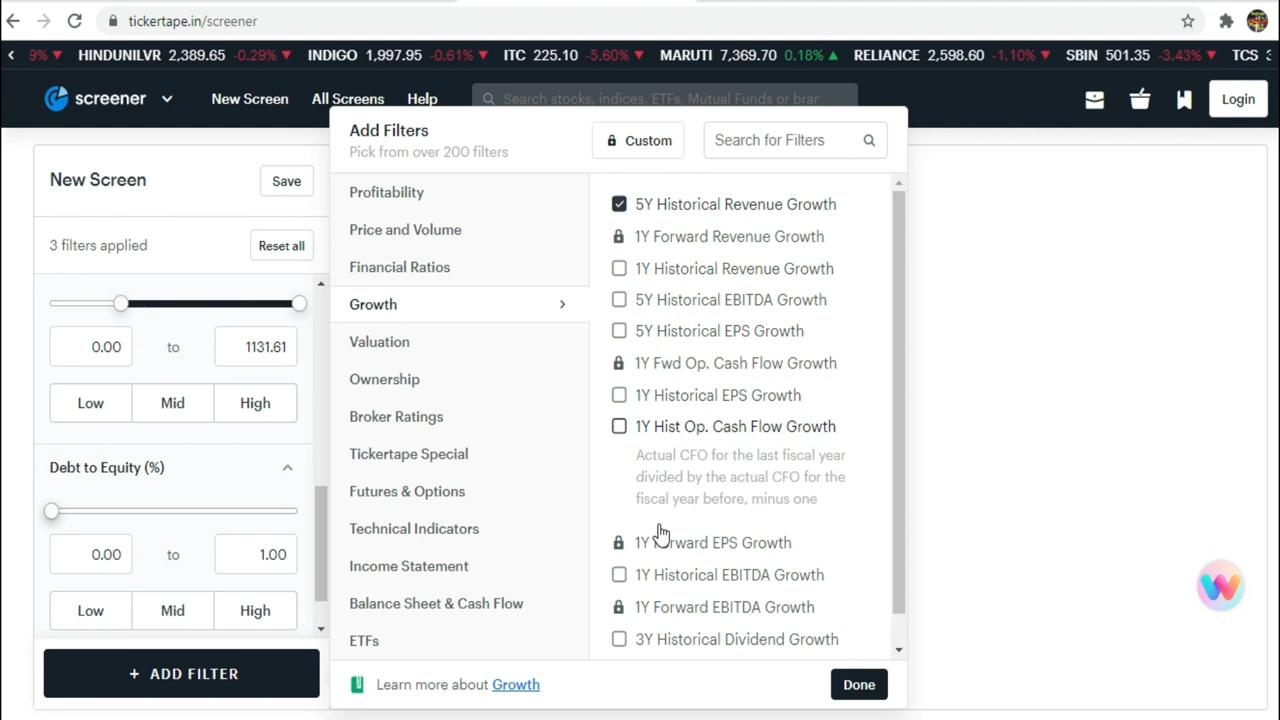 tickertape.in/screener
9% HINDUNILVR 2,389.65 -0.29% INDIGO 1,997.95 -0.61% ITC 225.10 -5.60% MARUTI 7,369.70 0.18% RELIANCE 2,598.60 -1.10% SBIN 501.35 -3.43% TCS 3
screener New Screen All Screens Help Search stocks, indices, ETFs, Mutual Funds or brar Login
New Screen Save
3 filters applied Reset all
0.00 to 1131.61
Low Mid High
Debt to Equity (%)
0.00 to 1.00
Low Mid High
+ ADD FILTER
Add Filters
Pick from over 200 filters
Custom
Search for Filters
Profitability
Price and Volume
Financial Ratios
Growth
Valuation
Ownership
Broker Ratings
Tickertape Special
Futures & Options
Technical Indicators
Income Statement
Balance Sheet & Cash Flow
ETFs
5Y Historical Revenue Growth
1Y Forward Revenue Growth
1Y Historical Revenue Growth
5Y Historical EBITDA Growth
5Y Historical EPS Growth
1Y Fwd Op. Cash Flow Growth
1Y Historical EPS Growth
1Y Hist Op. Cash Flow Growth
Actual CFO for the last fiscal year
divided by the actual CFO for the
fiscal year before, minus one
1Y Forward EPS Growth
1Y Historical EBITDA Growth
1Y Forward EBITDA Growth
3Y Historical Dividend Growth
Learn more about Growth
Done